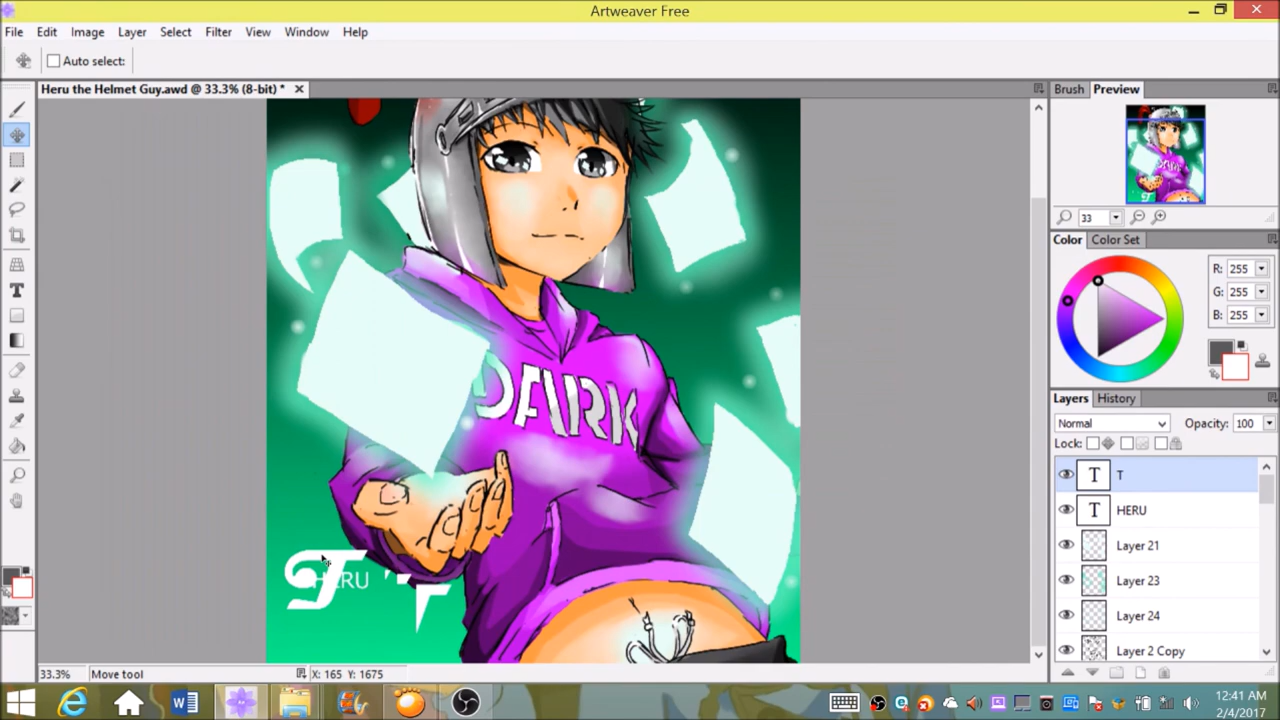 Artweaver Free
File Edit Image Layer Select Filter View Window Help
Auto select:
Heru the Helmet Guy.awd @ 33.3% (8-bit) *
Brush Preview
33
Color Color Set
R: 255
G: 255
B: 255
Layers History
Normal Opacity: 100
Lock:
T T
T HERU
Layer 21
Layer 23
Layer 24
Layer 2 Copy
DARK
T HERU
33.3% Move tool X: 165 Y: 1675
12:41 AM
2/4/2017